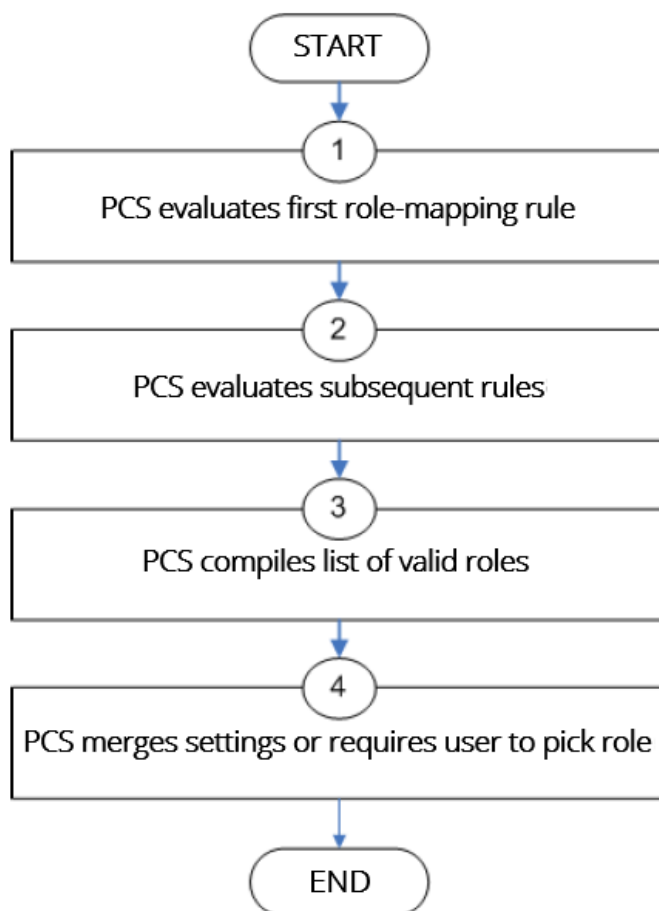 START
1
PCS evaluates first role-mapping rule
2
PCS evaluates subsequent rules
3
PCS compiles list of valid roles
4
PCS merges settings or requires user to pick role
END